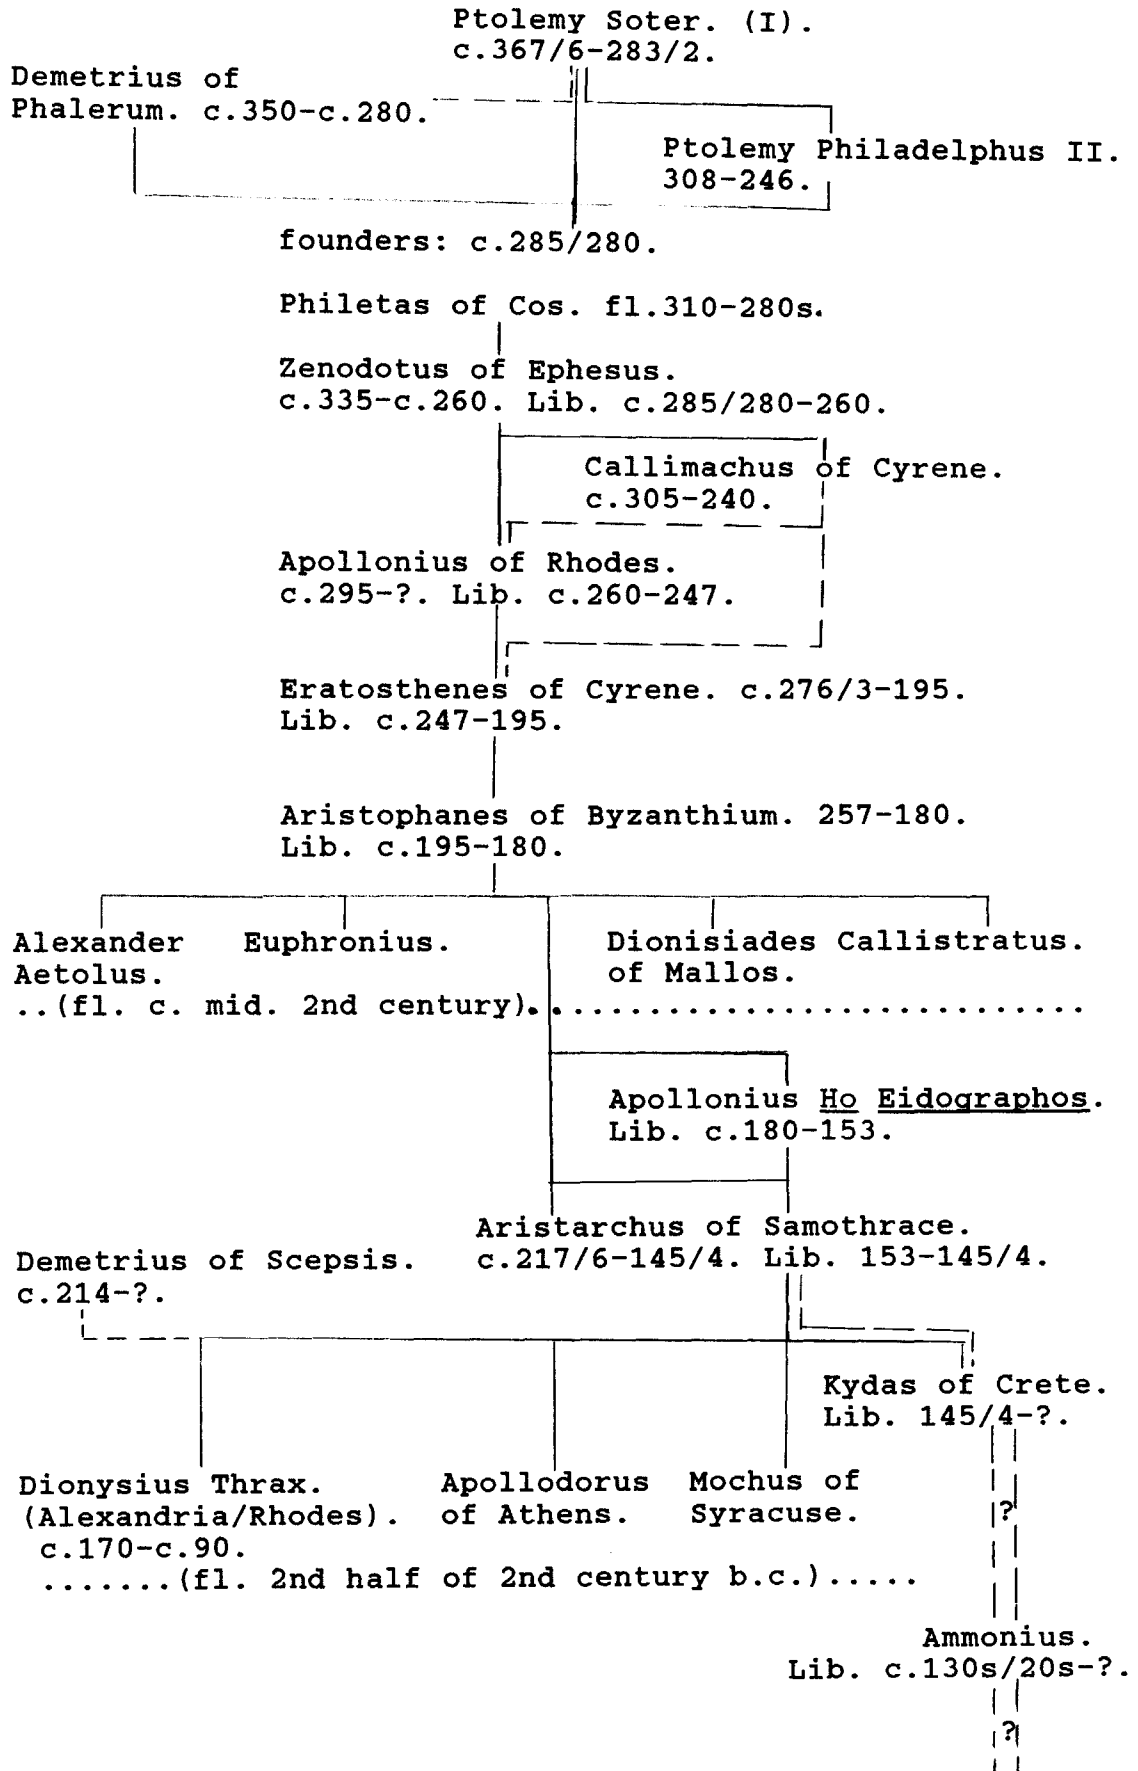 Ptolemy Soter. (I).
c.367/6-283/2.
Demetrius of
Phalerum. c.350-c.280.
Ptolemy Philadelphus II.
308-246.
founders: c.285/280.
Philetas of Cos. fl.310-280s.
Zenodotus of Ephesus.
c.335-c.260. Lib. c.285/280-260.
Callimachus of Cyrene.
c.305-240.
Apollonius of Rhodes.
c.295-?. Lib. c.260-247.
Eratosthenes of Cyrene. c.276/3-195.
Lib. c.247-195.
Aristophanes of Byzanthium. 257-180.
Lib. c.195-180.
Alexander Euphronius. Dionisiades Callistratus.
Aetolus. of Mallos.
..(fl. c. mid. 2nd century).............................
Apollonius Ho Eidographos.
Lib. c.180-153.
Aristarchus of Samothrace.
c.217/6-145/4. Lib. 153-145/4.
Demetrius of Scepsis.
c.214-?.
Kydas of Crete.
Lib. 145/4-?.
Dionysius Thrax. Apollodorus Mochus of
(Alexandria/Rhodes). of Athens. Syracuse.
c.170-c.90.
.......(fl. 2nd half of 2nd century b.c.).....
?
Ammonius.
Lib. c.130s/20s-?.
?